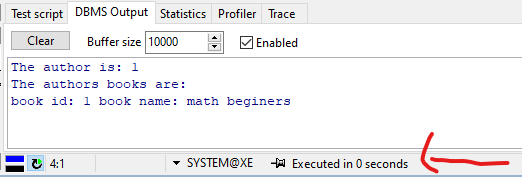 Test script DBMS Output Statistics Profiler Trace
Clear Buffer size 10000 Enabled
The author is: 1
The authors books are:
book id: 1 book name: math beginers
4:1 SYSTEM@XE Executed in 0 seconds